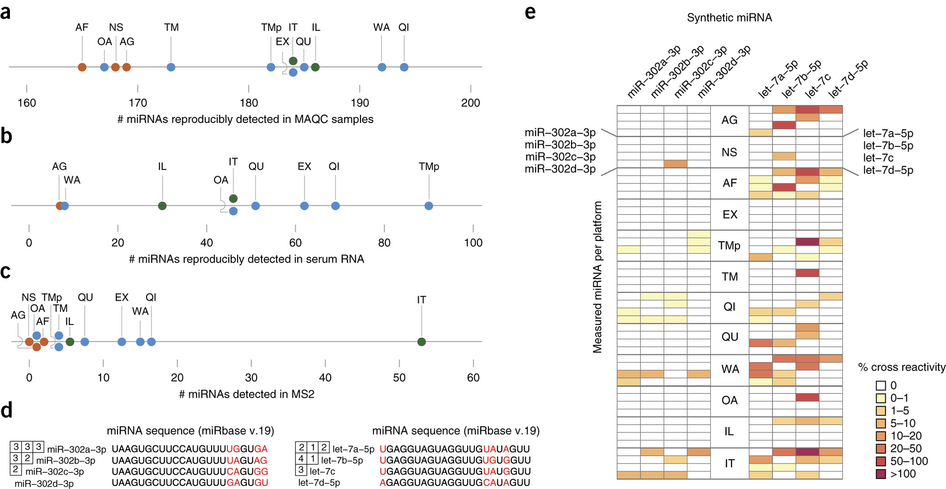 a
AF NS TM TMp IT IL WA QI
OA AG EX QU
160 170 180 190 200
# miRNAs reproducibly detected in MAQC samples
b
AG IL IT QU EX QI TMp
WA OA
0 20 40 60 80 100
# miRNAs reproducibly detected in serum RNA
c
NS TMp QU EX QI IT
OA TM WA
AG AF IL
0 10 20 30 40 50 60
# miRNAs detected in MS2
d
miRNA sequence (miRbase v.19) miRNA sequence (miRbase v.19)
3 3 3 miR-302a-3p UAAGUGCUUCCAUGUUUUGGUGA 2 1 2 let-7a-5p UGAGGUAGUAGGUUGUAUAGUU
3 2 miR-302b-3p UAAGUGCUUCCAUGUUUUAGUAG 4 1 let-7b-5p UGAGGUAGUAGGUUGUGUGGUU
2 miR-302c-3p UAAGUGCUUCCAUGUUUCAGUGG 3 let-7c UGAGGUAGUAGGUUGUAUGGUU
miR-302d-3p UAAGUGCUUCCAUGUUUGAGUGU let-7d-5p AGAGGUAGUAGGUUGCAUAGUU
e
Synthetic miRNA
miR-302a-3p miR-302b-3p miR-302c-3p miR-302d-3p let-7a-5p let-7b-5p let-7c let-7d-5p
Measured miRNA per platform
AG
miR-302a-3p let-7a-5p
miR-302b-3p let-7b-5p
NS
miR-302c-3p let-7c
miR-302d-3p let-7d-5p
AF
EX
TMp
TM
QI
QU
WA
OA
IL
IT
% cross reactivity
0
0–1
1–5
5–10
10–20
20–50
50–100
>100